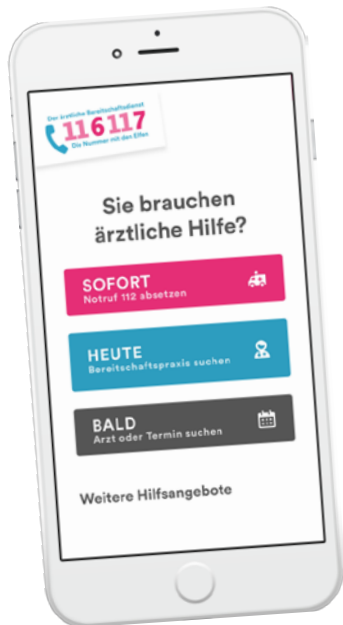 Der ärztliche Bereitschaftsdienst
116117
Die Nummer mit den Elfen
Sie brauchen
ärztliche Hilfe?
SOFORT
Notruf 112 absetzen
HEUTE
Bereitschaftspraxis suchen
BALD
Arzt oder Termin suchen
Weitere Hilfsangebote